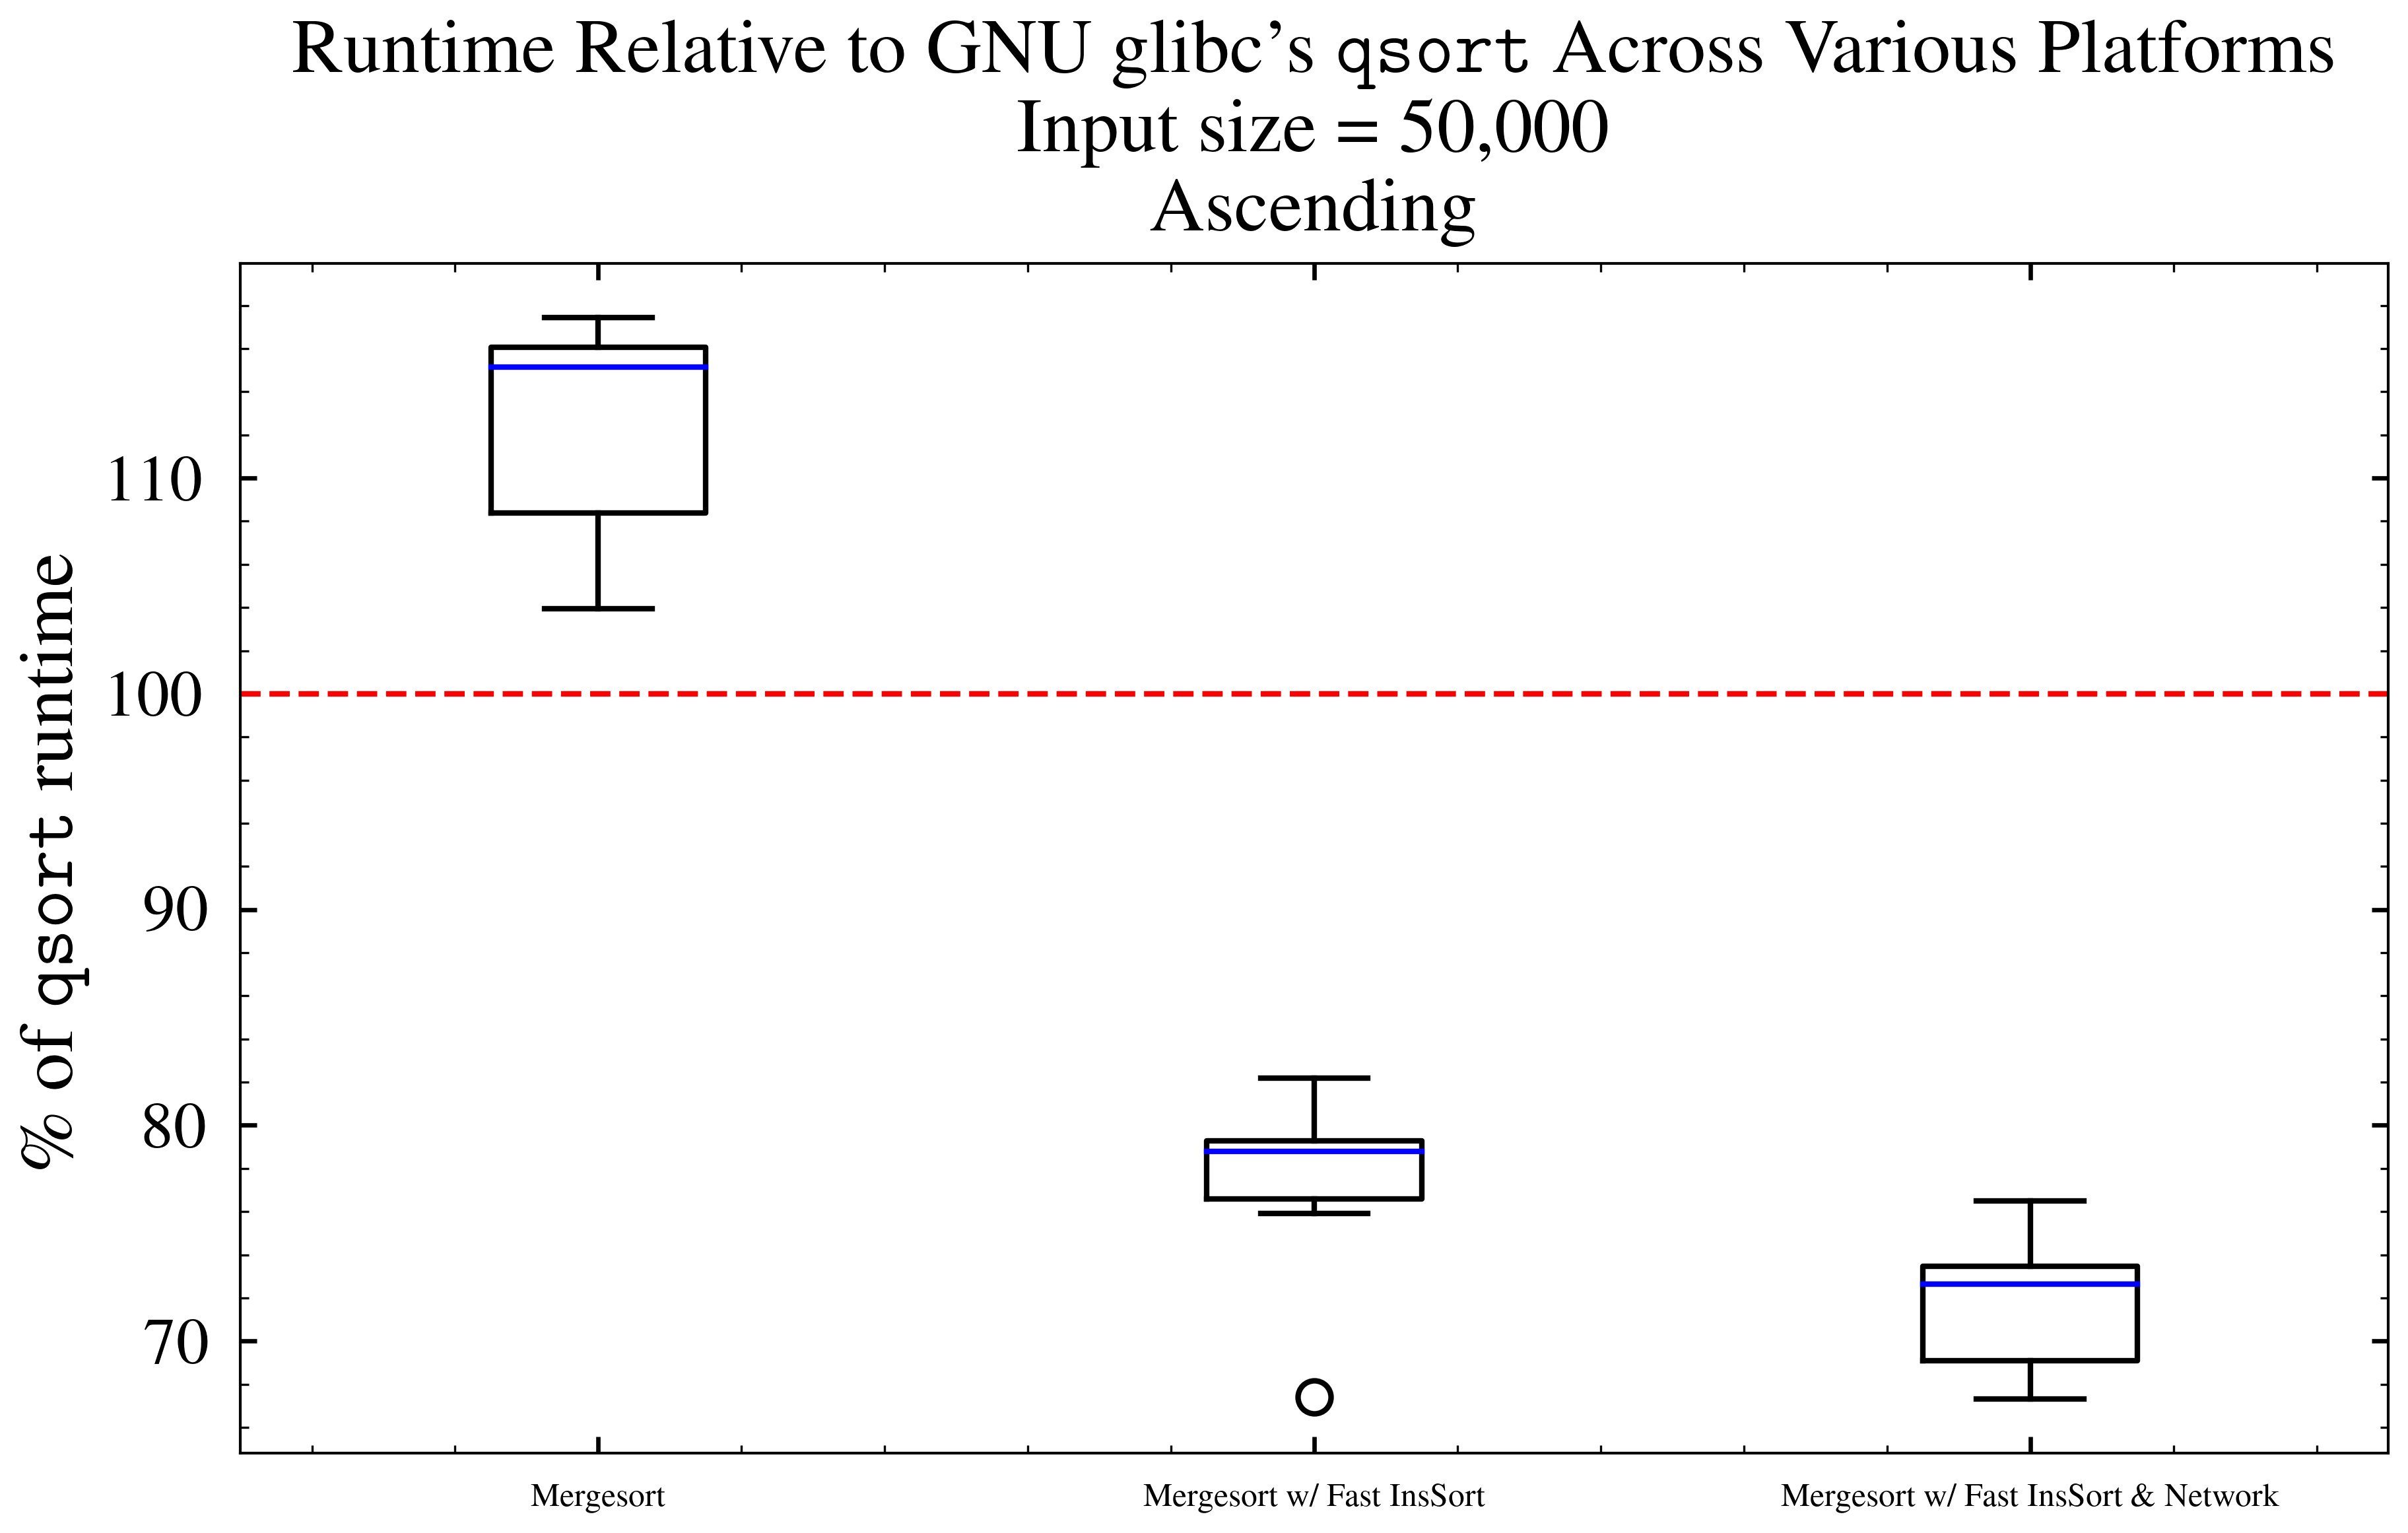 Runtime Relative to GNU glibc’s qsort Across Various Platforms
Input size = 50,000
Ascending
% of qsort runtime
110
100
90
80
70
Mergesort
Mergesort w/ Fast InsSort
Mergesort w/ Fast InsSort & Network